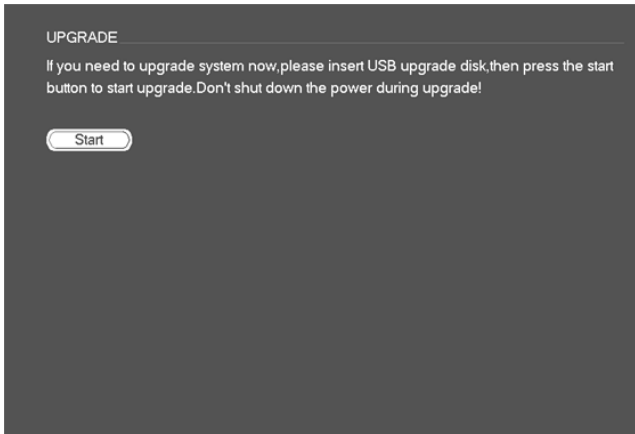 UPGRADE
If you need to upgrade system now,please insert USB upgrade disk,then press the start
button to start upgrade.Don't shut down the power during upgrade!
Start